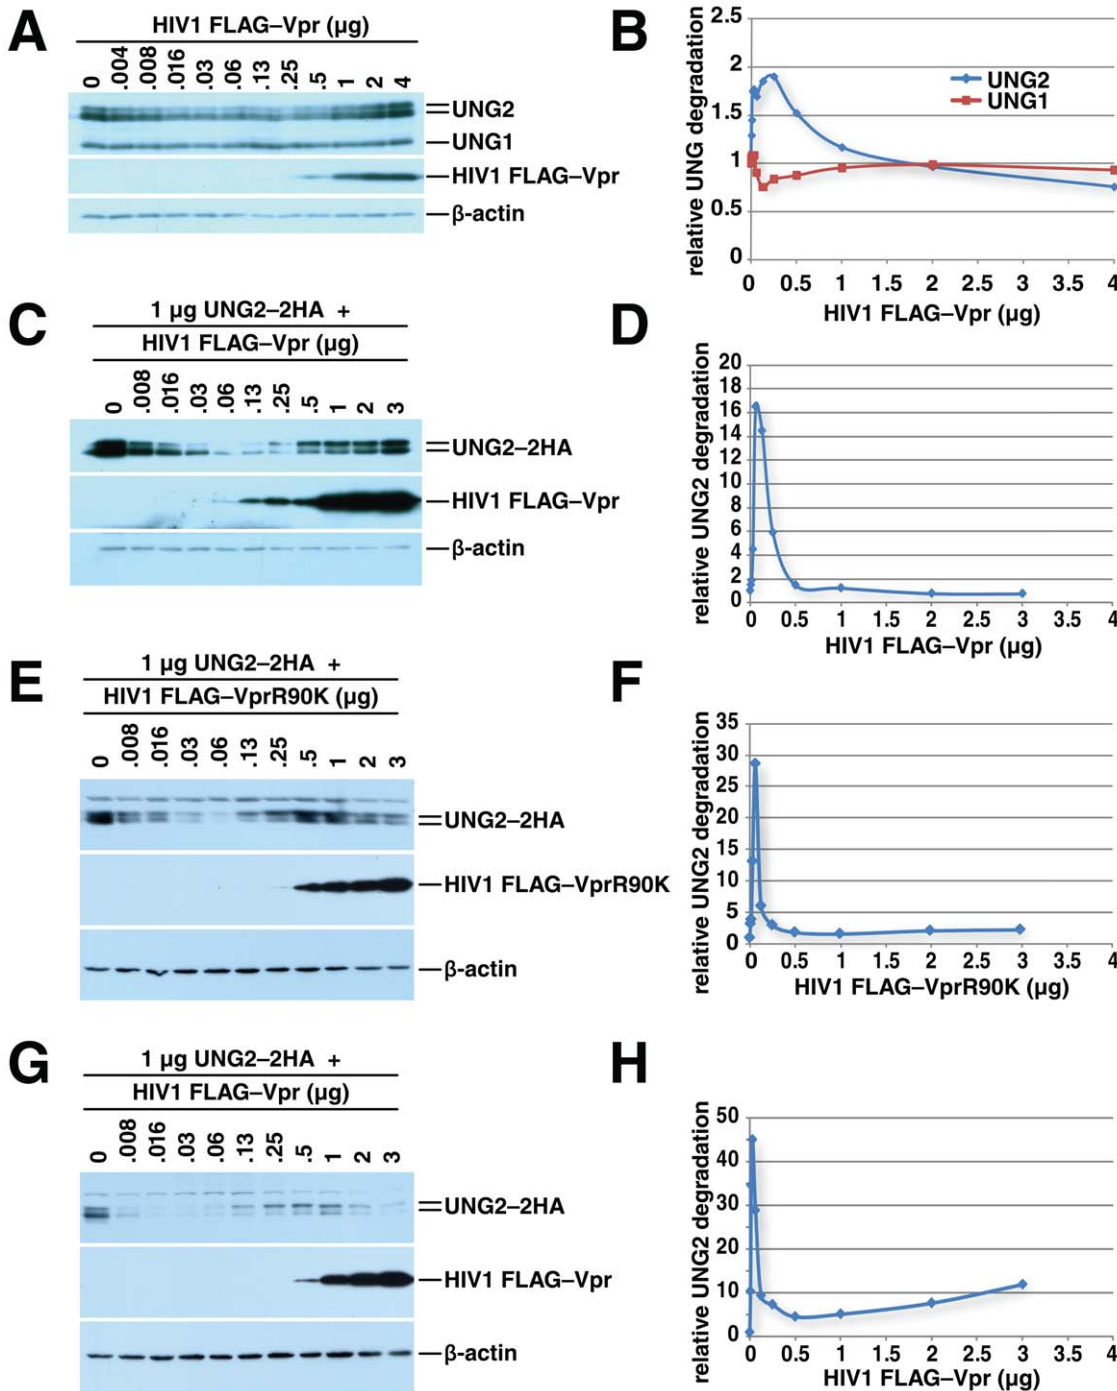 A
HIV1 FLAG–Vpr (µg)
0 .004 .008 .016 .03 .06 .13 .25 .5 1 2 4
UNG2
UNG1
HIV1 FLAG–Vpr
β-actin
B
relative UNG degradation
2.5
2
1.5
1
0.5
0
UNG2
UNG1
0 0.5 1 1.5 2 2.5 3 3.5 4
HIV1 FLAG–Vpr (µg)
C
1 µg UNG2–2HA +
HIV1 FLAG–Vpr (µg)
0 .008 .016 .03 .06 .13 .25 .5 1 2 3
UNG2–2HA
HIV1 FLAG–Vpr
β-actin
D
relative UNG2 degradation
20
18
16
14
12
10
8
6
4
2
0
0 0.5 1 1.5 2 2.5 3 3.5 4
HIV1 FLAG–Vpr (µg)
E
1 µg UNG2–2HA +
HIV1 FLAG–VprR90K (µg)
0 .008 .016 .03 .06 .13 .25 .5 1 2 3
UNG2–2HA
HIV1 FLAG–VprR90K
β-actin
F
relative UNG2 degradation
35
30
25
20
15
10
5
0
0 0.5 1 1.5 2 2.5 3 3.5 4
HIV1 FLAG–VprR90K (µg)
G
1 µg UNG2–2HA +
HIV1 FLAG–Vpr (µg)
0 .008 .016 .03 .06 .13 .25 .5 1 2 3
UNG2–2HA
HIV1 FLAG–Vpr
β-actin
H
relative UNG2 degradation
50
40
30
20
10
0
0 0.5 1 1.5 2 2.5 3 3.5 4
HIV1 FLAG–Vpr (µg)